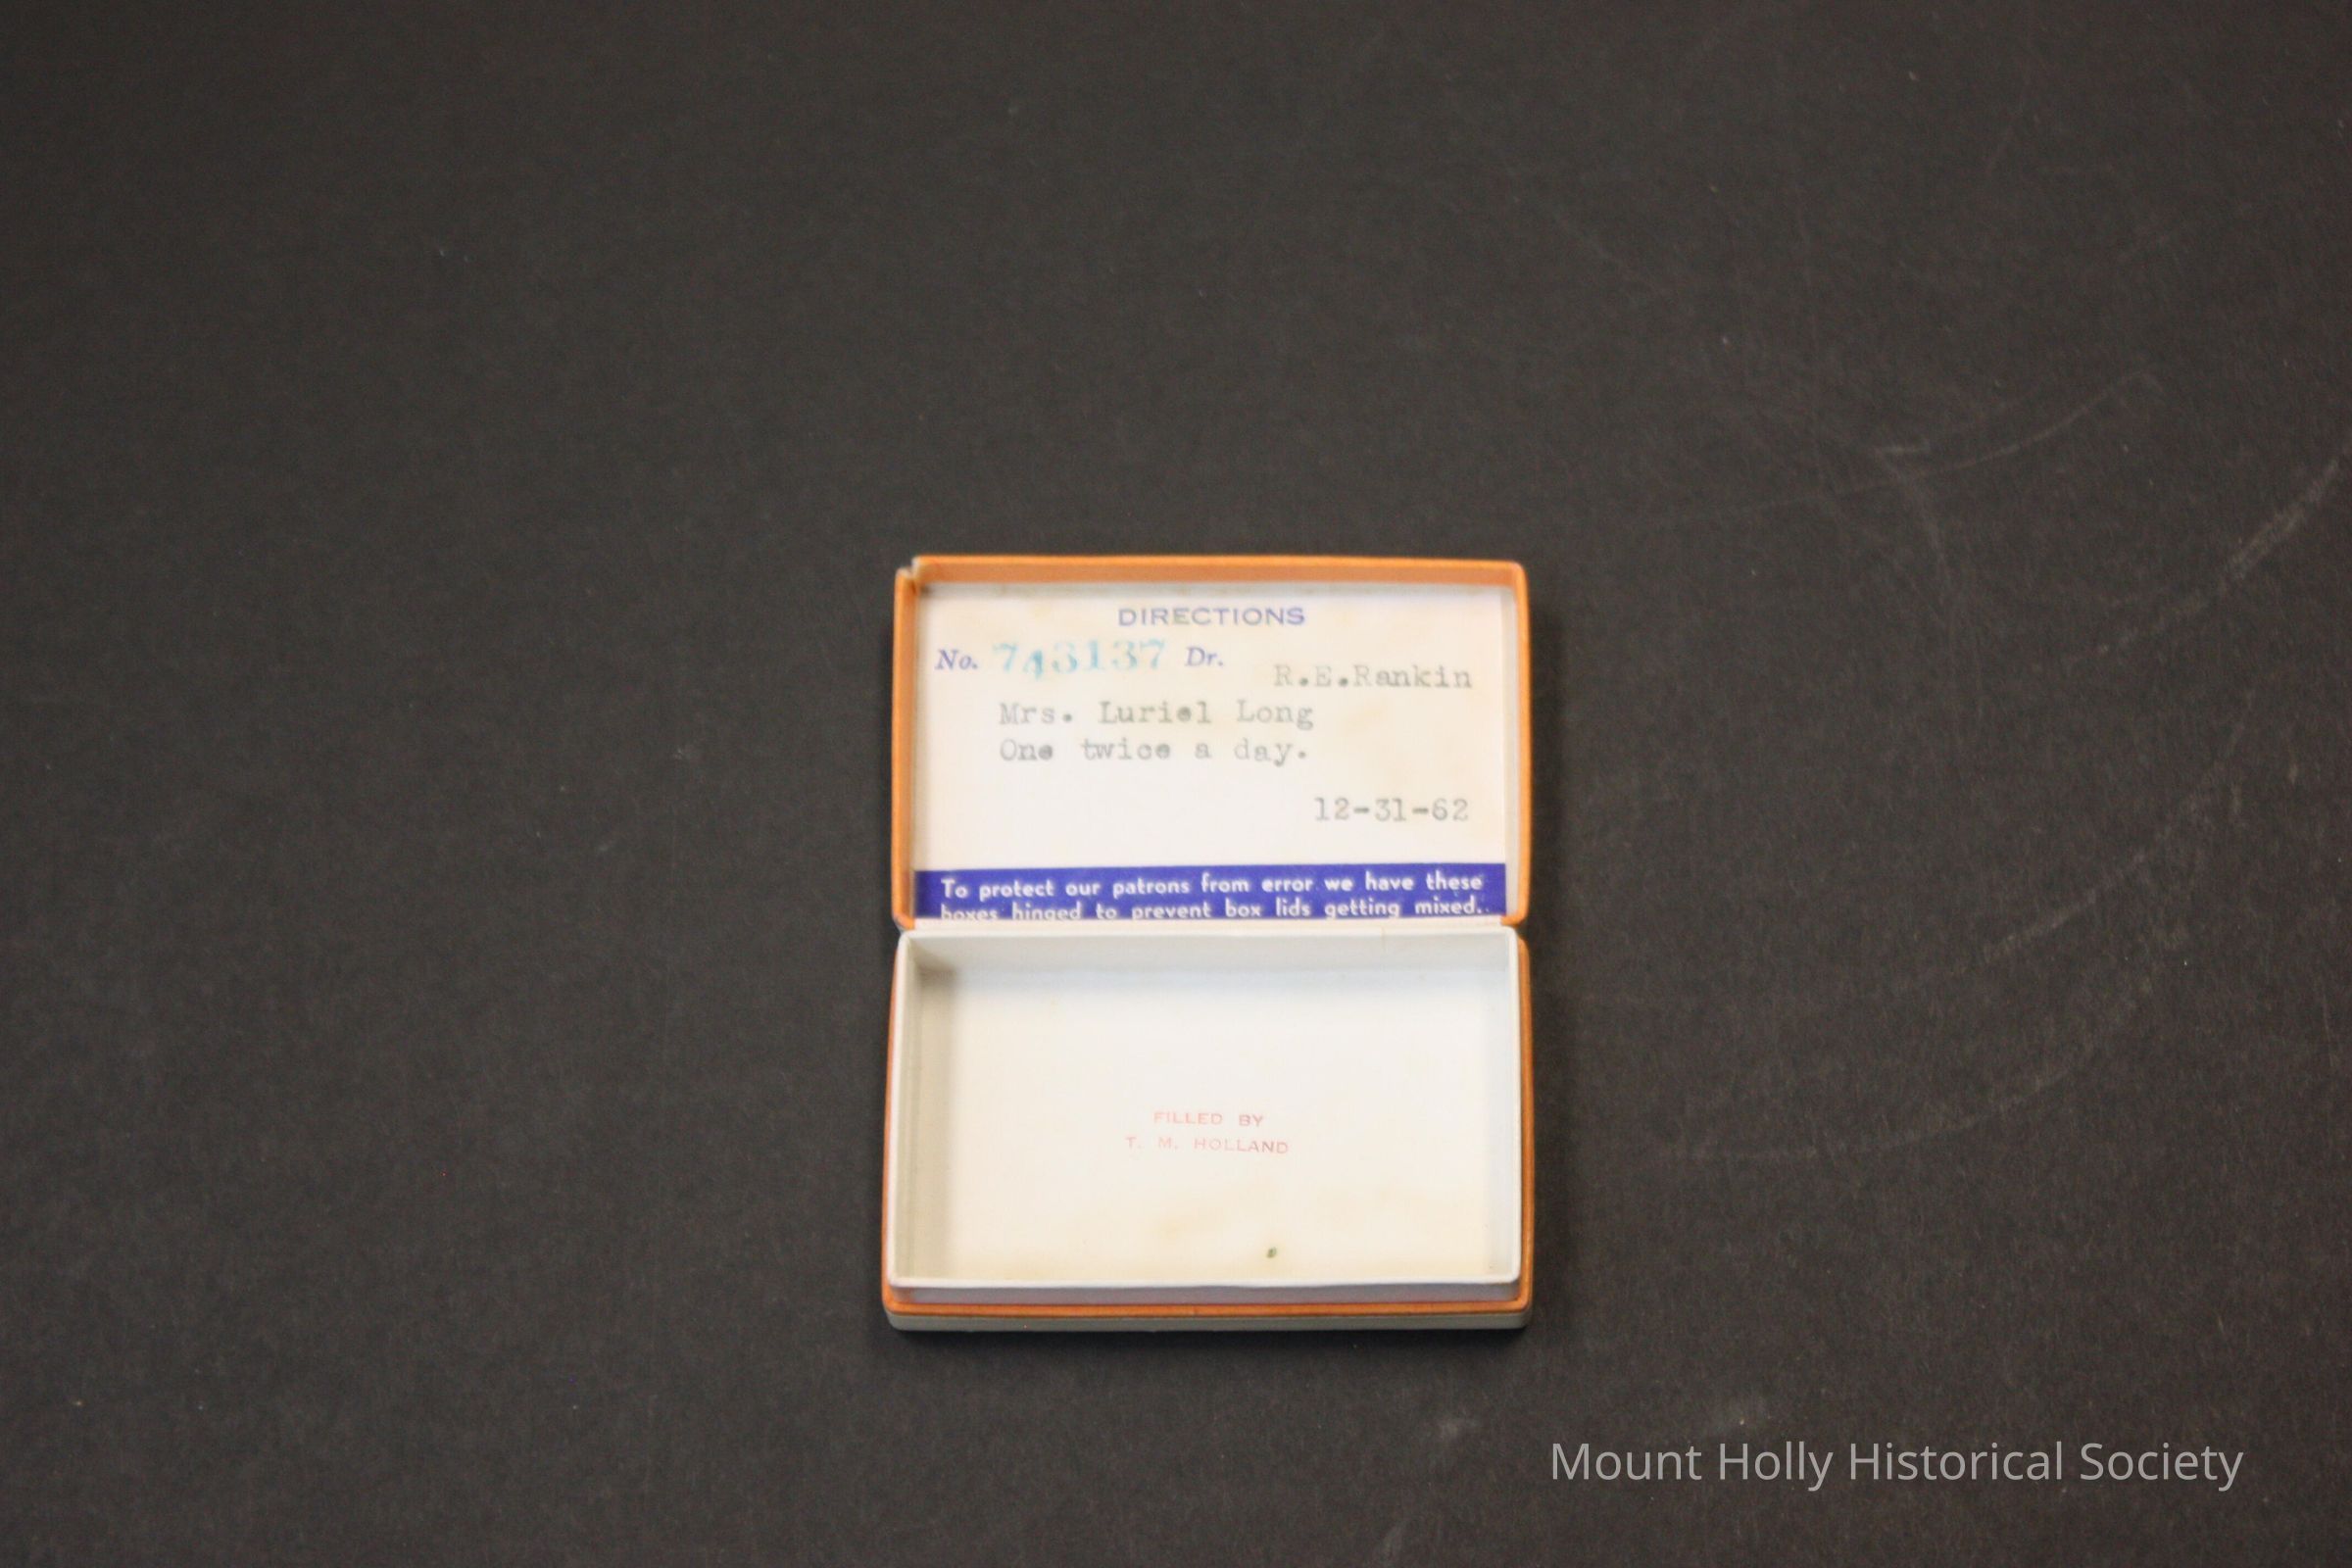 DIRECTIONS
No. 743137 Dr. R.E.Rankin
Mrs. Luriel Long
One twice a day.
12-31-62
To protect our patrons from error we have these
boxes hinged to prevent box lids getting mixed.
FILLED BY
T. M. HOLLAND
Mount Holly Historical Society